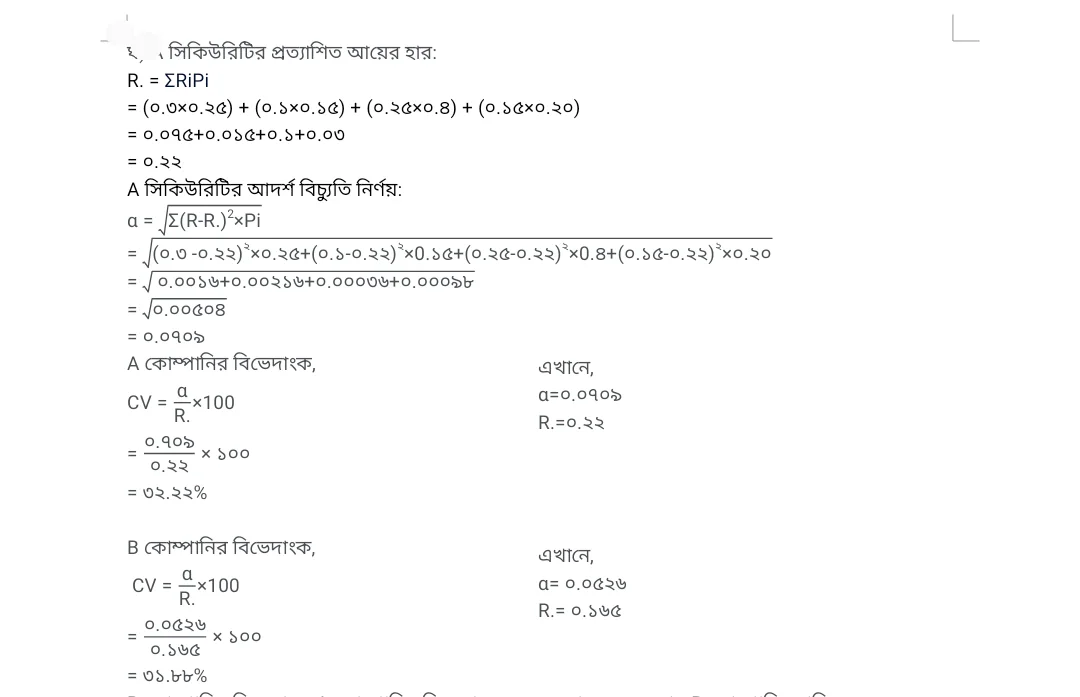 সিকিউরিটির প্রত্যাশিত আয়ের হার:
R. = ΣRiPi
= (০.৩×০.২৫) + (০.১×০.১৫) + (০.২৫×০.৪) + (০.১৫×০.২০)
= ০.০৭৫+০.০১৫+০.১+০.০৩
= ০.২২
A সিকিউরিটির আদর্শ বিচ্যুতি নির্ণয়:
α = √Σ(R-R.)²×Pi
= √(০.৩ -০.২২)^২×০.২৫+(০.১-০.২২)^২×0.১৫+(০.২৫-০.২২)^২×0.৪+(০.১৫-০.২২)^২×০.২০
= √০.০০১৬+০.০০২১৬+০.০০০৩৬+০.০০০৯৮
= √০.০০৫০৪
= ০.০৭০৯
A কোম্পানির বিভেদাংক,
CV = α/R. ×100
= ০.৭০৯/০.২২ × ১০০
= ৩২.২২%
এখানে,
α=০.০৭০৯
R.=০.২২
B কোম্পানির বিভেদাংক,
CV = α/R. ×100
= ০.০৫২৬/০.১৬৫ × ১০০
= ৩১.৮৮%
এখানে,
α= ০.০৫২৬
R.= ০.১৬৫